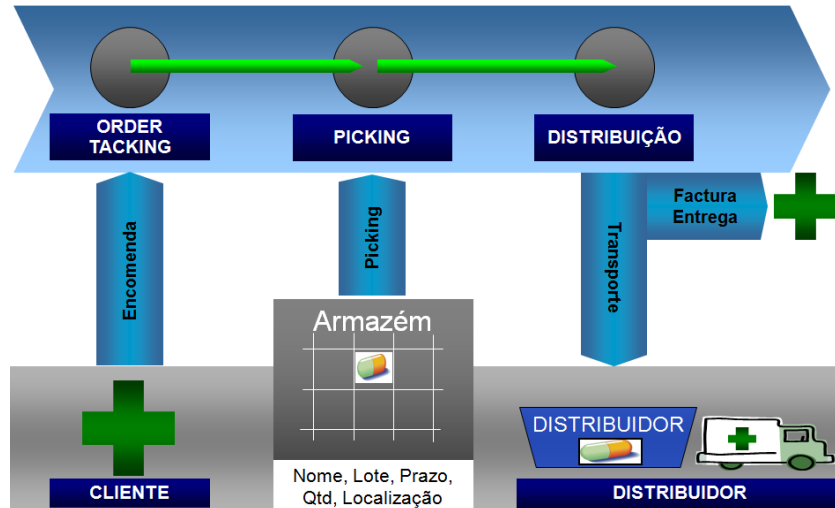 ORDER
TACKING
PICKING
DISTRIBUIÇÃO
Encomenda
Picking
Transporte
Factura
Entrega
Armazém
DISTRIBUIDOR
Nome, Lote, Prazo,
Qtd, Localização
CLIENTE
DISTRIBUIDOR